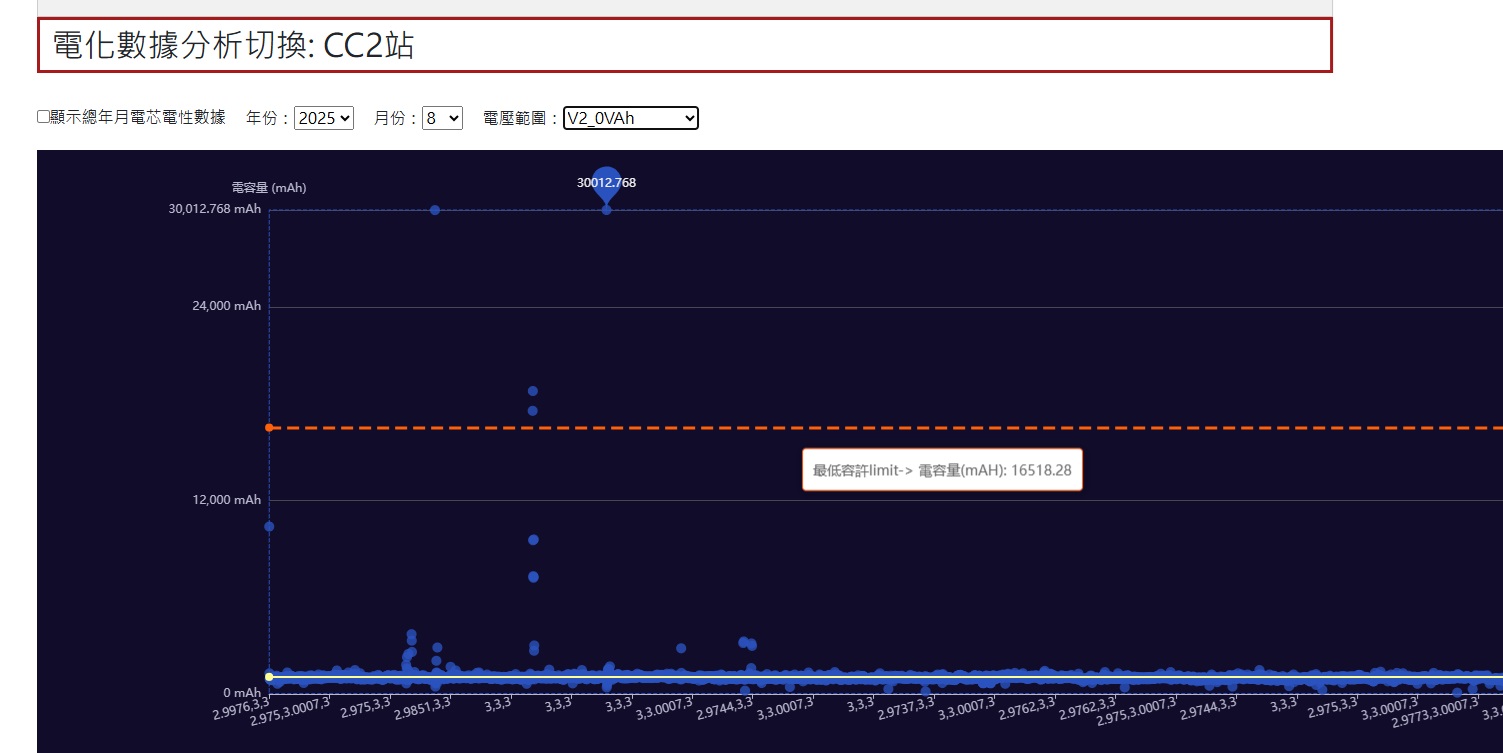 電化數據分析切換: CC2站
顯示總年月電芯電性數據 年份：2025 月份：8 電壓範圍：V2_0VAh
30012.768
電容量 (mAh)
30,012.768 mAh
24,000 mAh
最低容許limit-> 電容量(mAH): 16518.28
12,000 mAh
0 mAh
2.9976,3,3 2.975,3.0007,3 2.975,3,3 2.9851,3,3 3,3,3 3,3,3 3,3,3 3,3.0007,3 2.9744,3,3 3,3.0007,3 3,3,3 2.9737,3,3 3,3.0007,3 2.9762,3,3 2.9762,3,3 2.975,3.0007,3 2.9744,3,3 3,3,3 2.975,3,3 3,3.0007,3 2.9773,3.0007,3